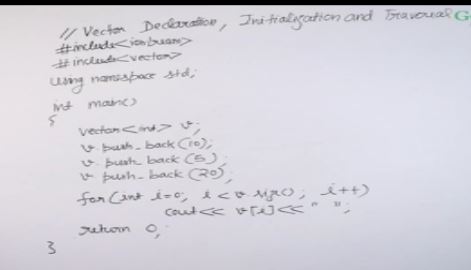 // Vector Declaration, Initialization and Traversal G
#include<iostream>
#include<vector>
using namespace std;
int main()
{
vector<int> v;
v.push_back(10);
v.push_back(5);
v.push_back(20);
for(int i=0; i<v.size(); i++)
cout<< v[i]<<" ";
return 0;
}